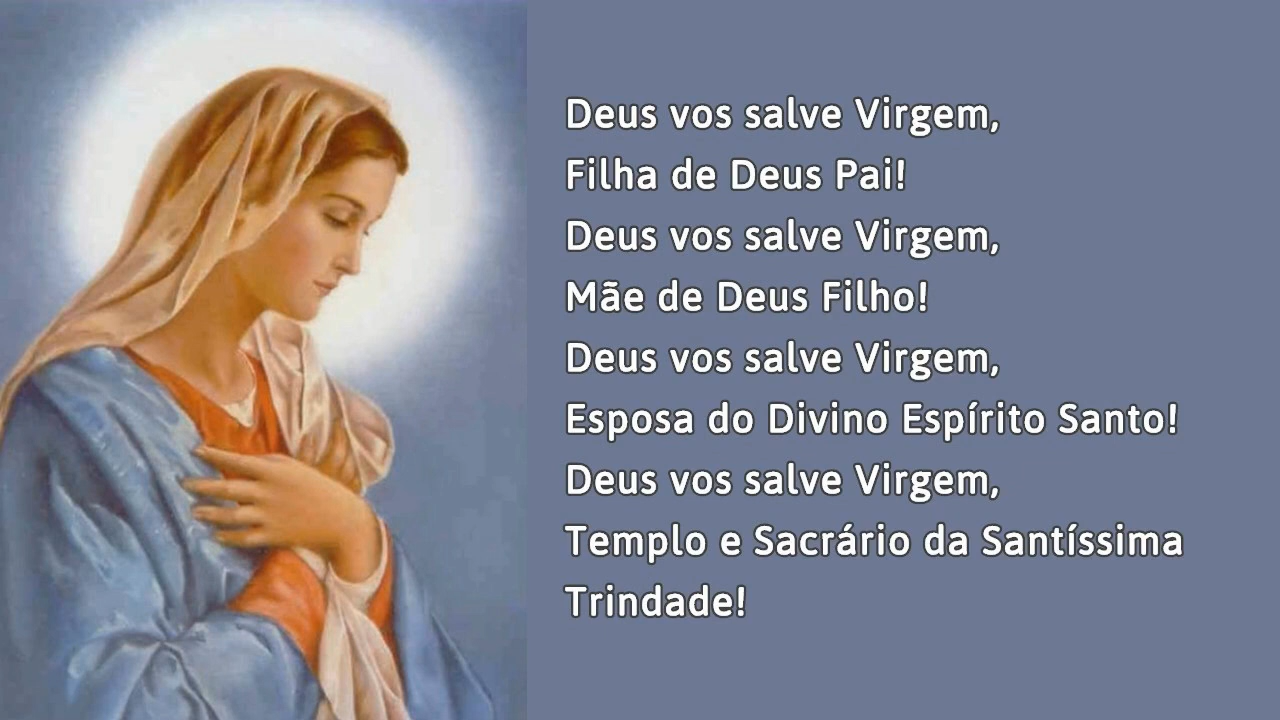 Deus vos salve Virgem,
Filha de Deus Pai!
Deus vos salve Virgem,
Mãe de Deus Filho!
Deus vos salve Virgem,
Esposa do Divino Espírito Santo!
Deus vos salve Virgem,
Templo e Sacrário da Santíssima
Trindade!